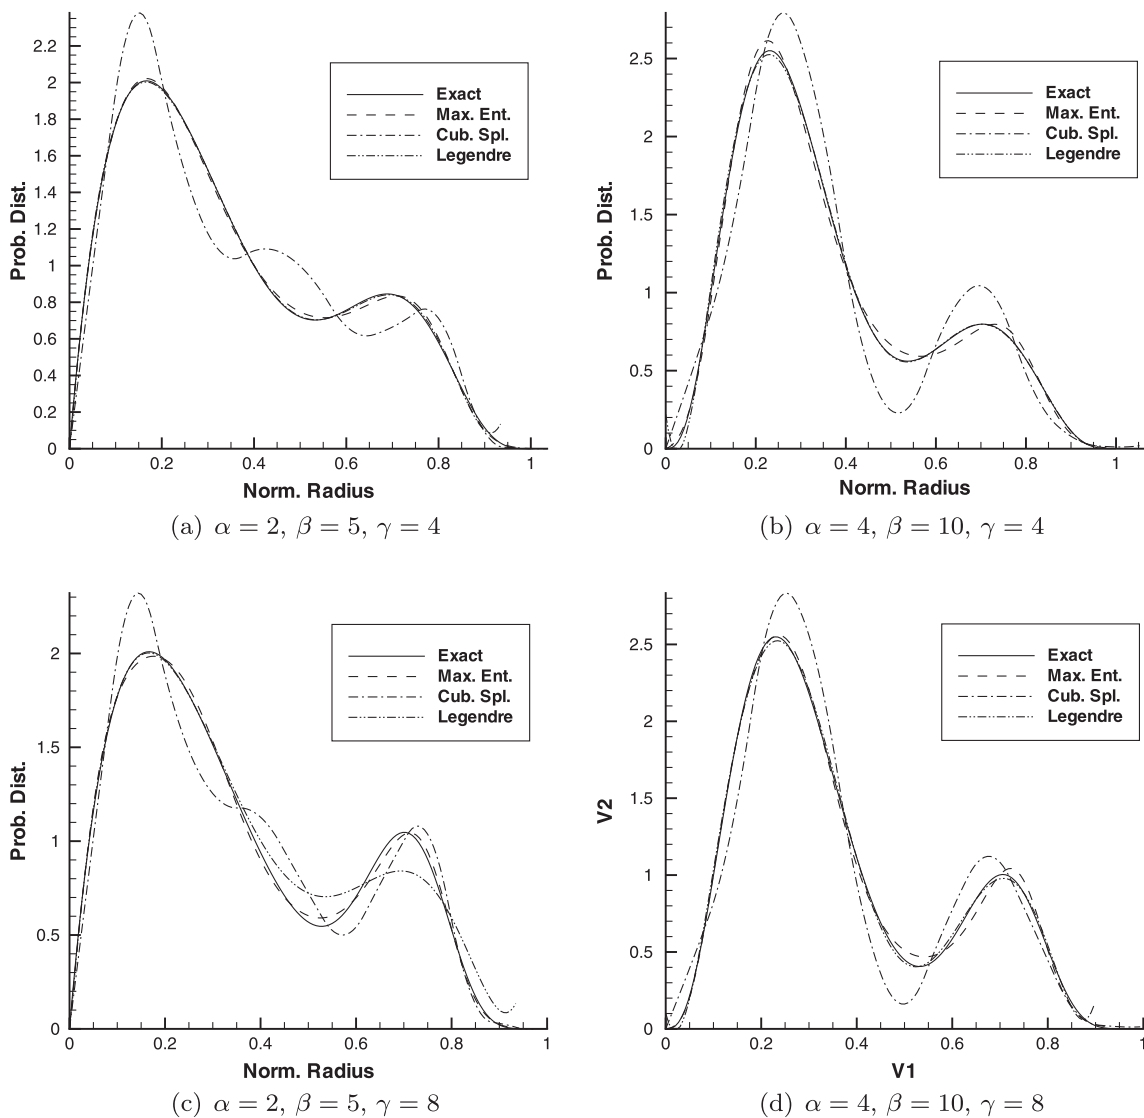 2.2
2
1.8
1.6
1.4
1.2
1
0.8
0.6
0.4
0.2
0
Prob. Dist.
Exact
Max. Ent.
Cub. Spl.
Legendre
0 0.2 0.4 0.6 0.8 1
Norm. Radius
(a) α = 2, β = 5, γ = 4
2.5
2
1.5
1
0.5
0
Prob. Dist.
Exact
Max. Ent.
Cub. Spl.
Legendre
0 0.2 0.4 0.6 0.8 1
Norm. Radius
(b) α = 4, β = 10, γ = 4
2
1.5
1
0.5
0
Prob. Dist.
Exact
Max. Ent.
Cub. Spl.
Legendre
0 0.2 0.4 0.6 0.8 1
Norm. Radius
(c) α = 2, β = 5, γ = 8
2.5
2
1.5
1
0.5
0
V2
Exact
Max. Ent.
Cub. Spl.
Legendre
0 0.2 0.4 0.6 0.8 1
V1
(d) α = 4, β = 10, γ = 8